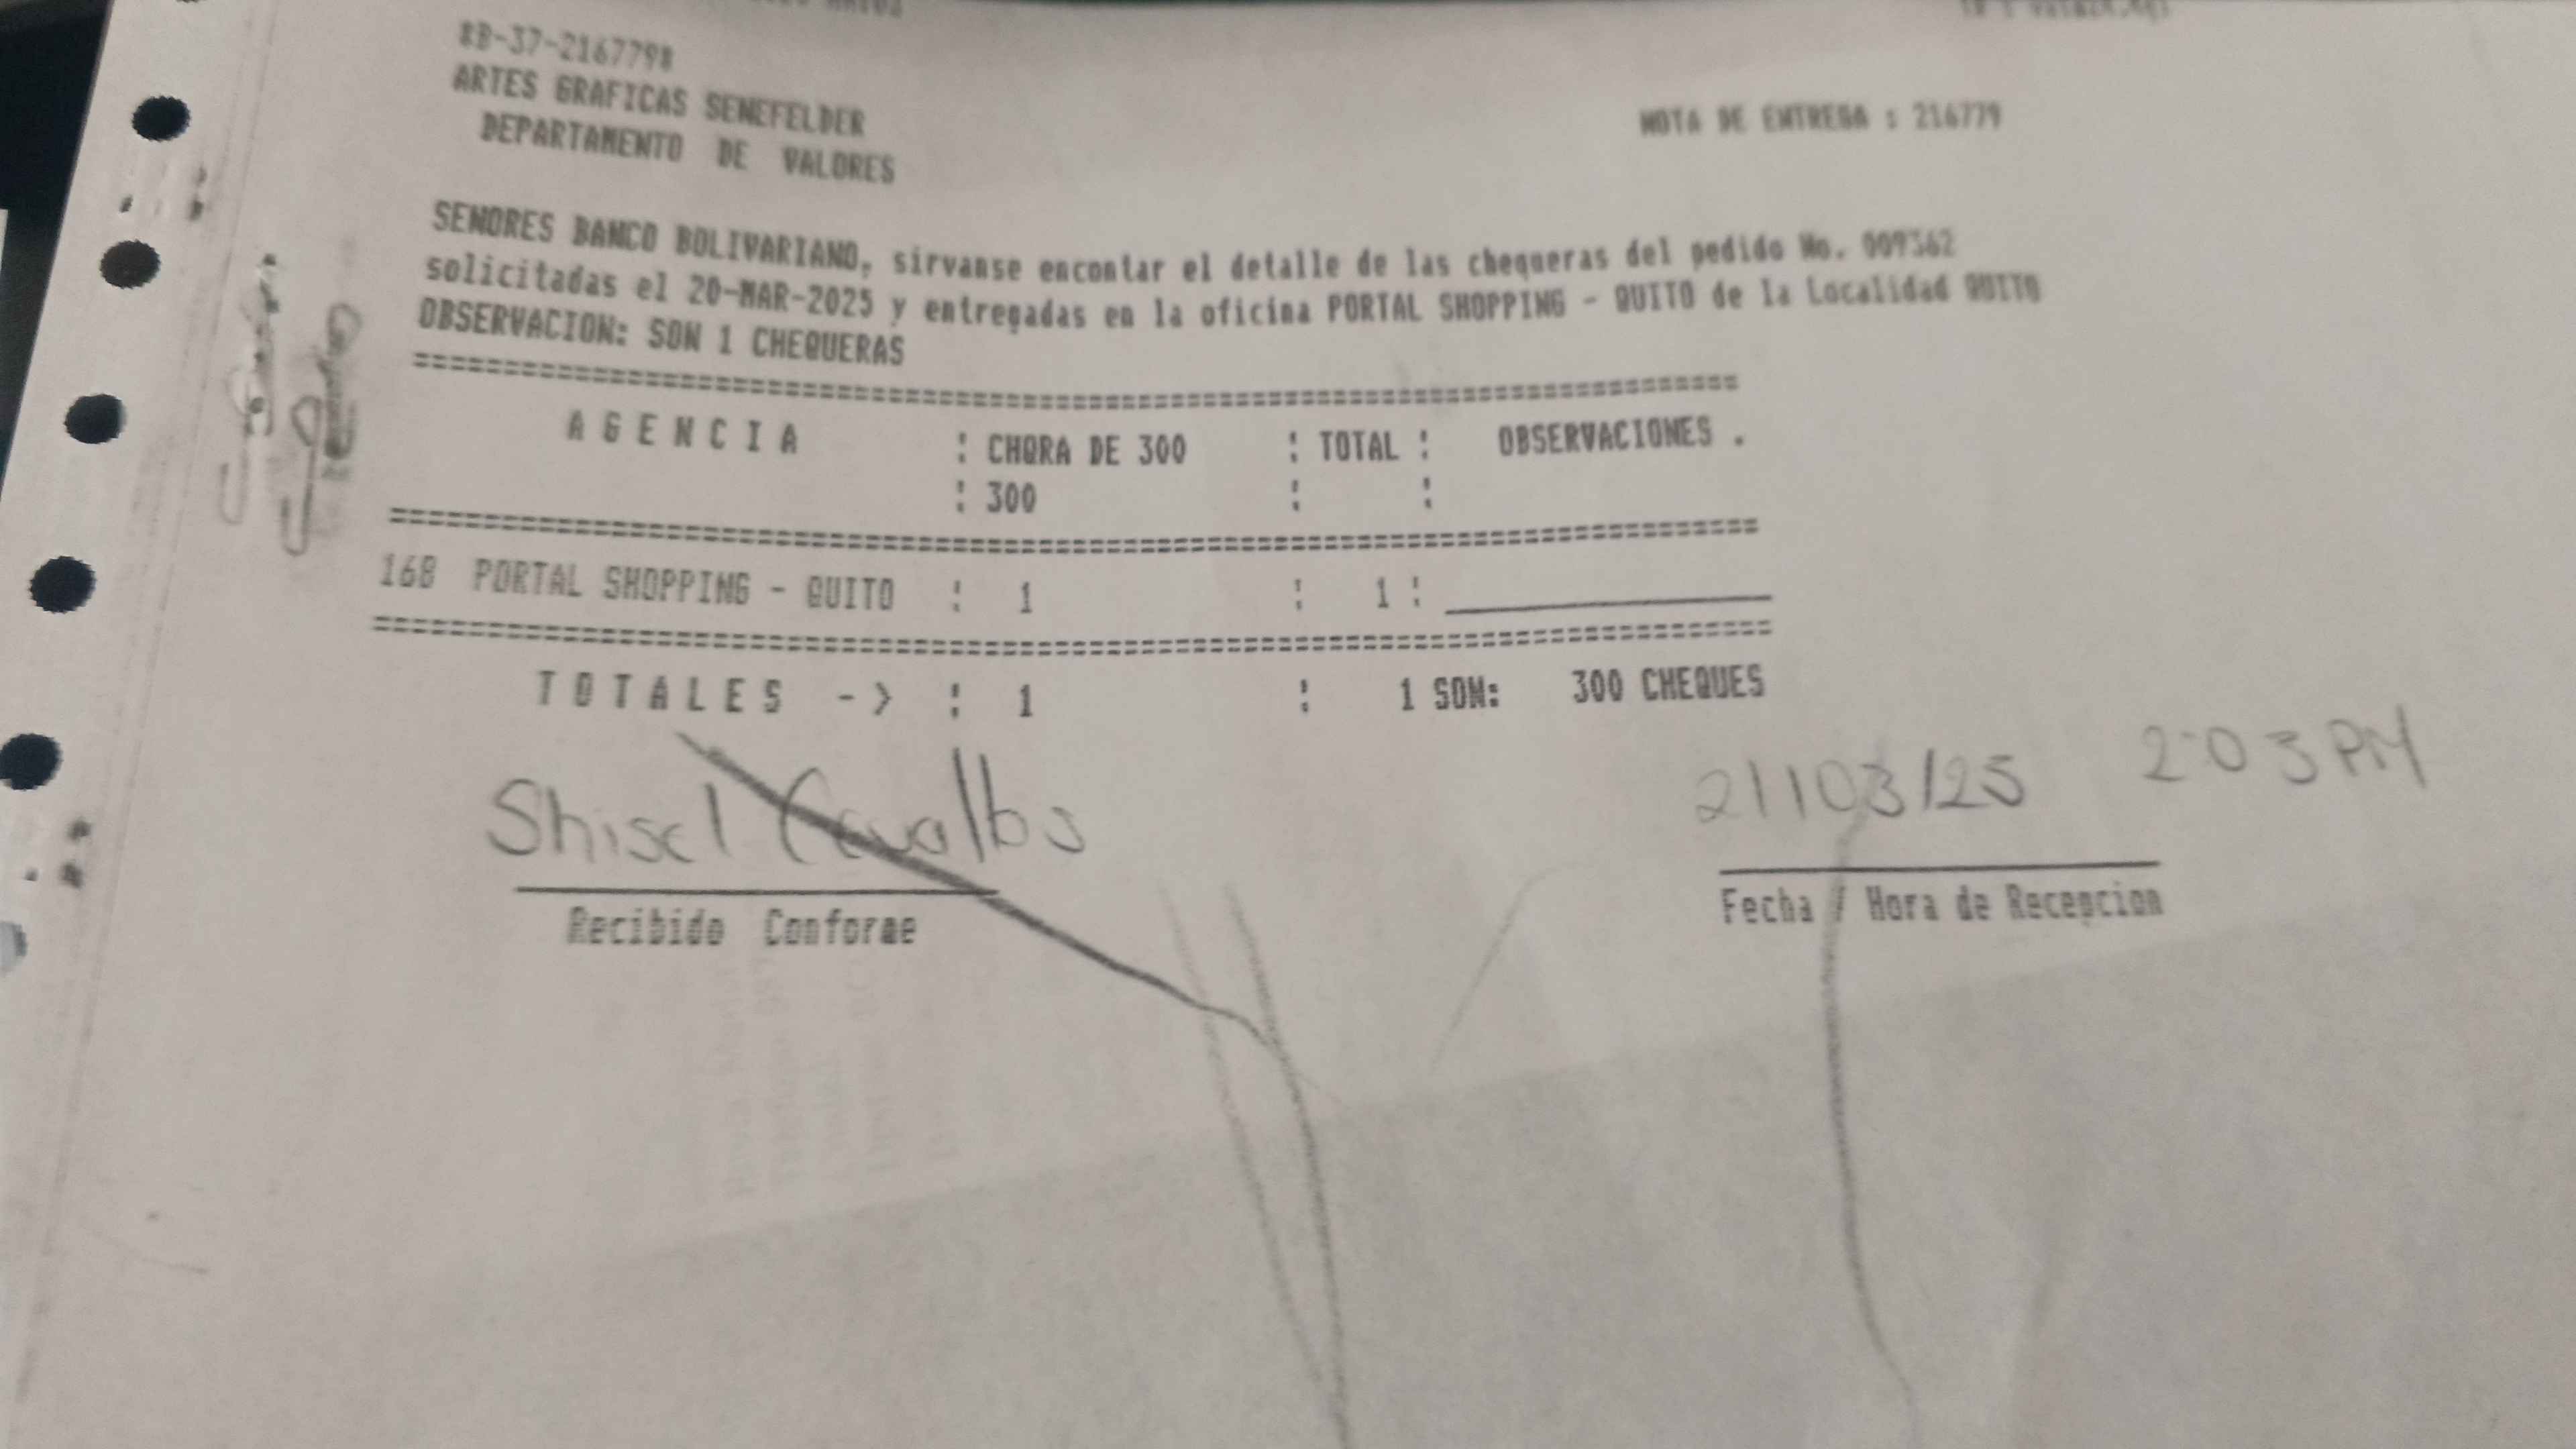 *B-37-216779*
ARTES GRAFICAS SENEFELDER
DEPARTAMENTO DE VALORES
NOTA DE ENTREGA : 216779
SENORES BANCO BOLIVARIANO, sirvanse encontar el detalle de las chequeras del pedido No. 009362
solicitadas el 20-MAR-2025 y entregadas en la oficina PORTAL SHOPPING - QUITO de la Localidad QUITO
OBSERVACION: SON 1 CHEQUERAS
================================================
A G E N C I A : CHQRA DE 300 : TOTAL : OBSERVACIONES .
: 300 : :
================================================
168 PORTAL SHOPPING - QUITO : 1 : 1 : ____________
================================================
T O T A L E S -> : 1 : 1 SON: 300 CHEQUES
Shisel
21/03/25 2:03 PM
Recibido Conforme
Fecha / Hora de Recepcion